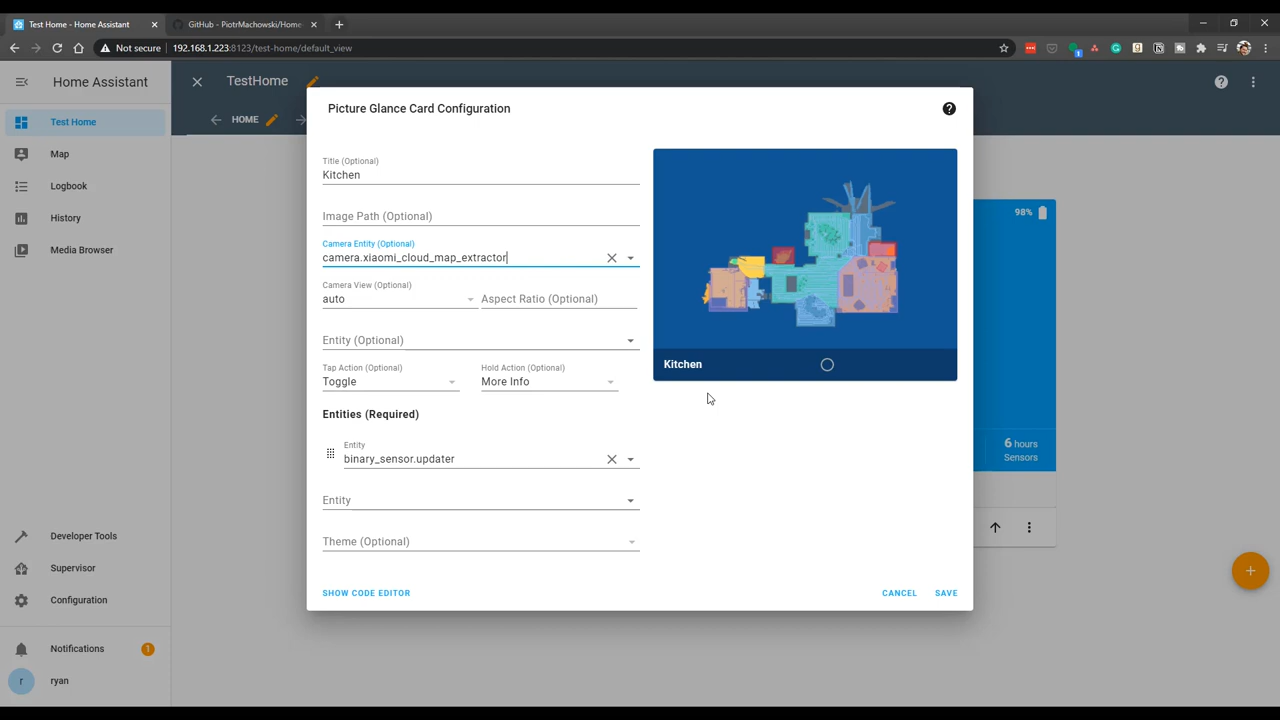 Test Home - Home Assistant
GitHub - PiotrMachowski/Home
Not secure
192.168.1.223:8123/test-home/default_view
Home Assistant
TestHome
HOME
Test Home
Map
Logbook
History
Media Browser
Developer Tools
Supervisor
Configuration
Notifications
1
r
ryan
Picture Glance Card Configuration
Title (Optional)
Kitchen
Image Path (Optional)
Camera Entity (Optional)
camera.xiaomi_cloud_map_extractor
Camera View (Optional)
auto
Aspect Ratio (Optional)
Entity (Optional)
Tap Action (Optional)
Toggle
Hold Action (Optional)
More Info
Entities (Required)
Entity
binary_sensor.updater
Entity
Theme (Optional)
SHOW CODE EDITOR
CANCEL
SAVE
Kitchen
98%
6 hours
Sensors